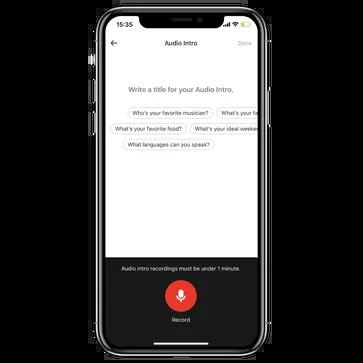 15:35
Audio Intro
Done
Write a title for your Audio Intro.
Who's your favorite musician?
What's your fa
What's your favorite food?
What's your ideal weeke
What languages can you speak?
Audio intro recordings must be under 1 minute.
Record